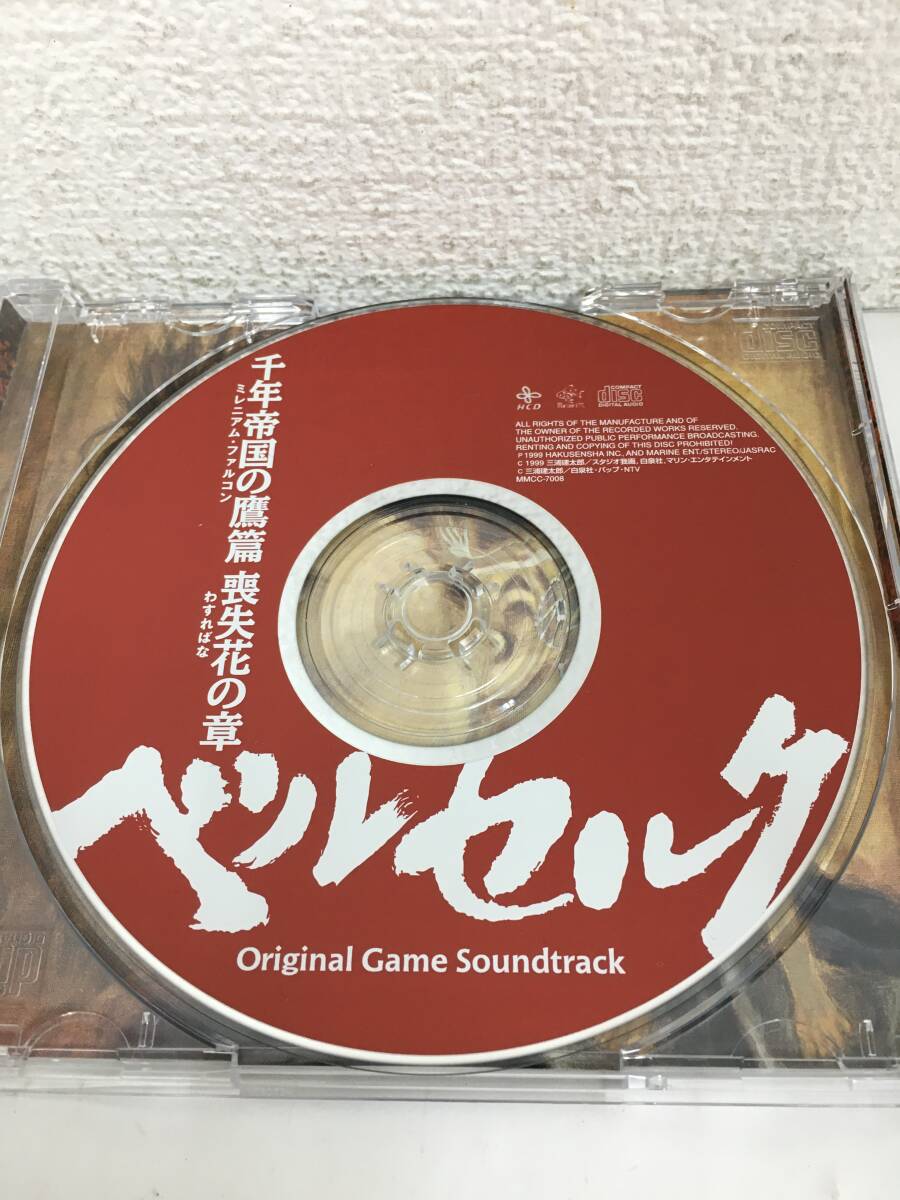 千年帝国の鷹篇 喪失花の章
ミレニアム・ファルコン
わすればな
HCD
COMPACT
disc
DIGITAL AUDIO
ALL RIGHTS OF THE MANUFACTURE AND OF
THE OWNER OF THE RECORDED WORKS RESERVED.
UNAUTHORIZED PUBLIC PERFORMANCE BROADCASTING.
RENTING AND COPYING OF THIS DISC PROHIBITED!
P 1999 HAKUSENSHA INC. AND MARINE ENT./STEREO/JASRAC
C 1999 三浦建太郎／スタジオ我画, 白泉社, マリン・エンタテインメント
C 三浦建太郎／白泉社・バップ・NTV
MMCC-7008
ベルセルク
Original Game Soundtrack
DISC
DIGITAL AUDIO